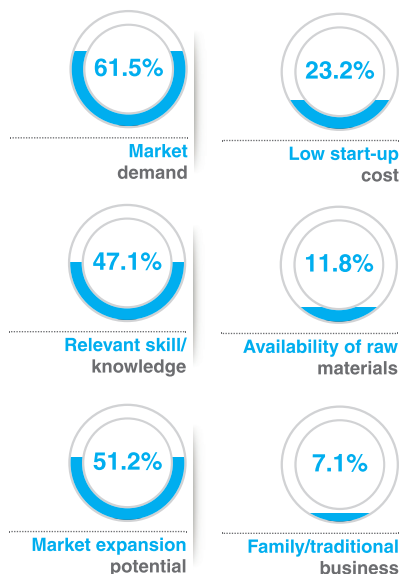 61.5%
Market
demand
23.2%
Low start-up
cost
47.1%
Relevant skill/
knowledge
11.8%
Availability of raw
materials
51.2%
Market expansion
potential
7.1%
Family/traditional
business